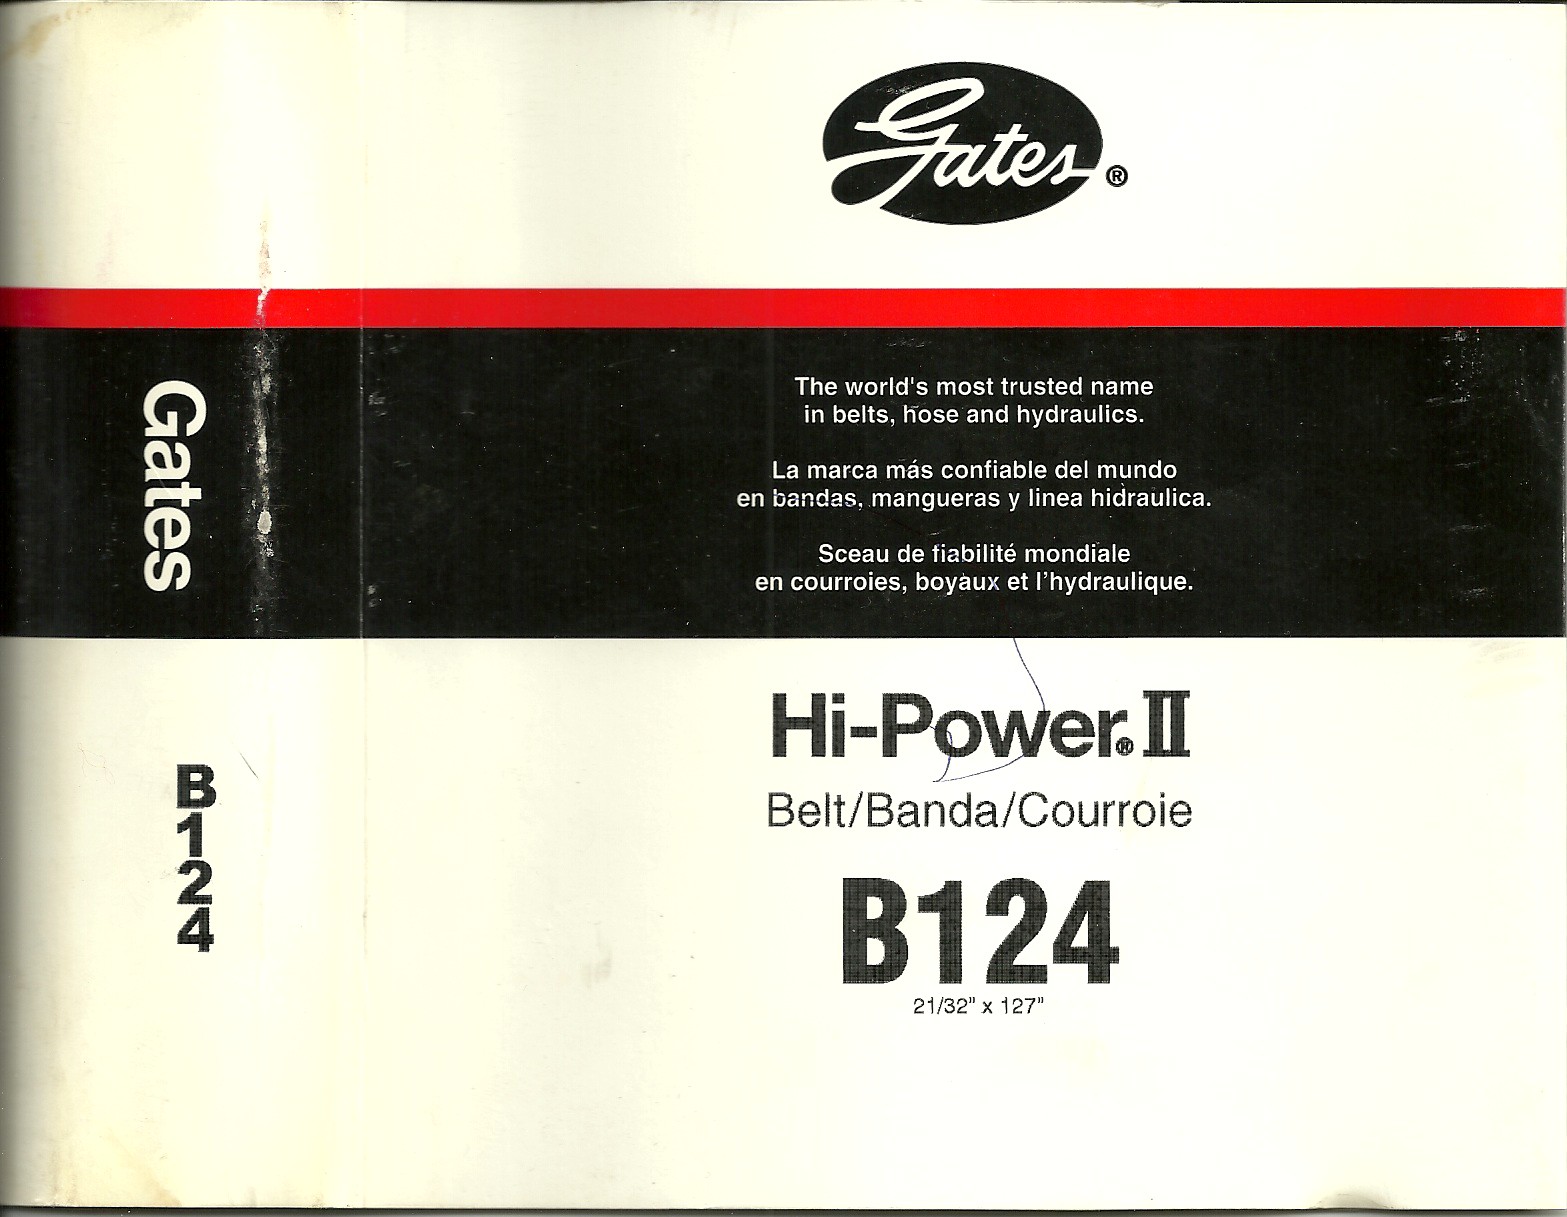 Gates®
The world's most trusted name
in belts, hose and hydraulics.
La marca más confiable del mundo
en bandas, mangueras y linea hidraulica.
Sceau de fiabilité mondiale
en courroies, boyaux et l'hydraulique.
Hi-Power® II
Belt/Banda/Courroie
B124
21/32" x 127"
Gates
B
1
2
4